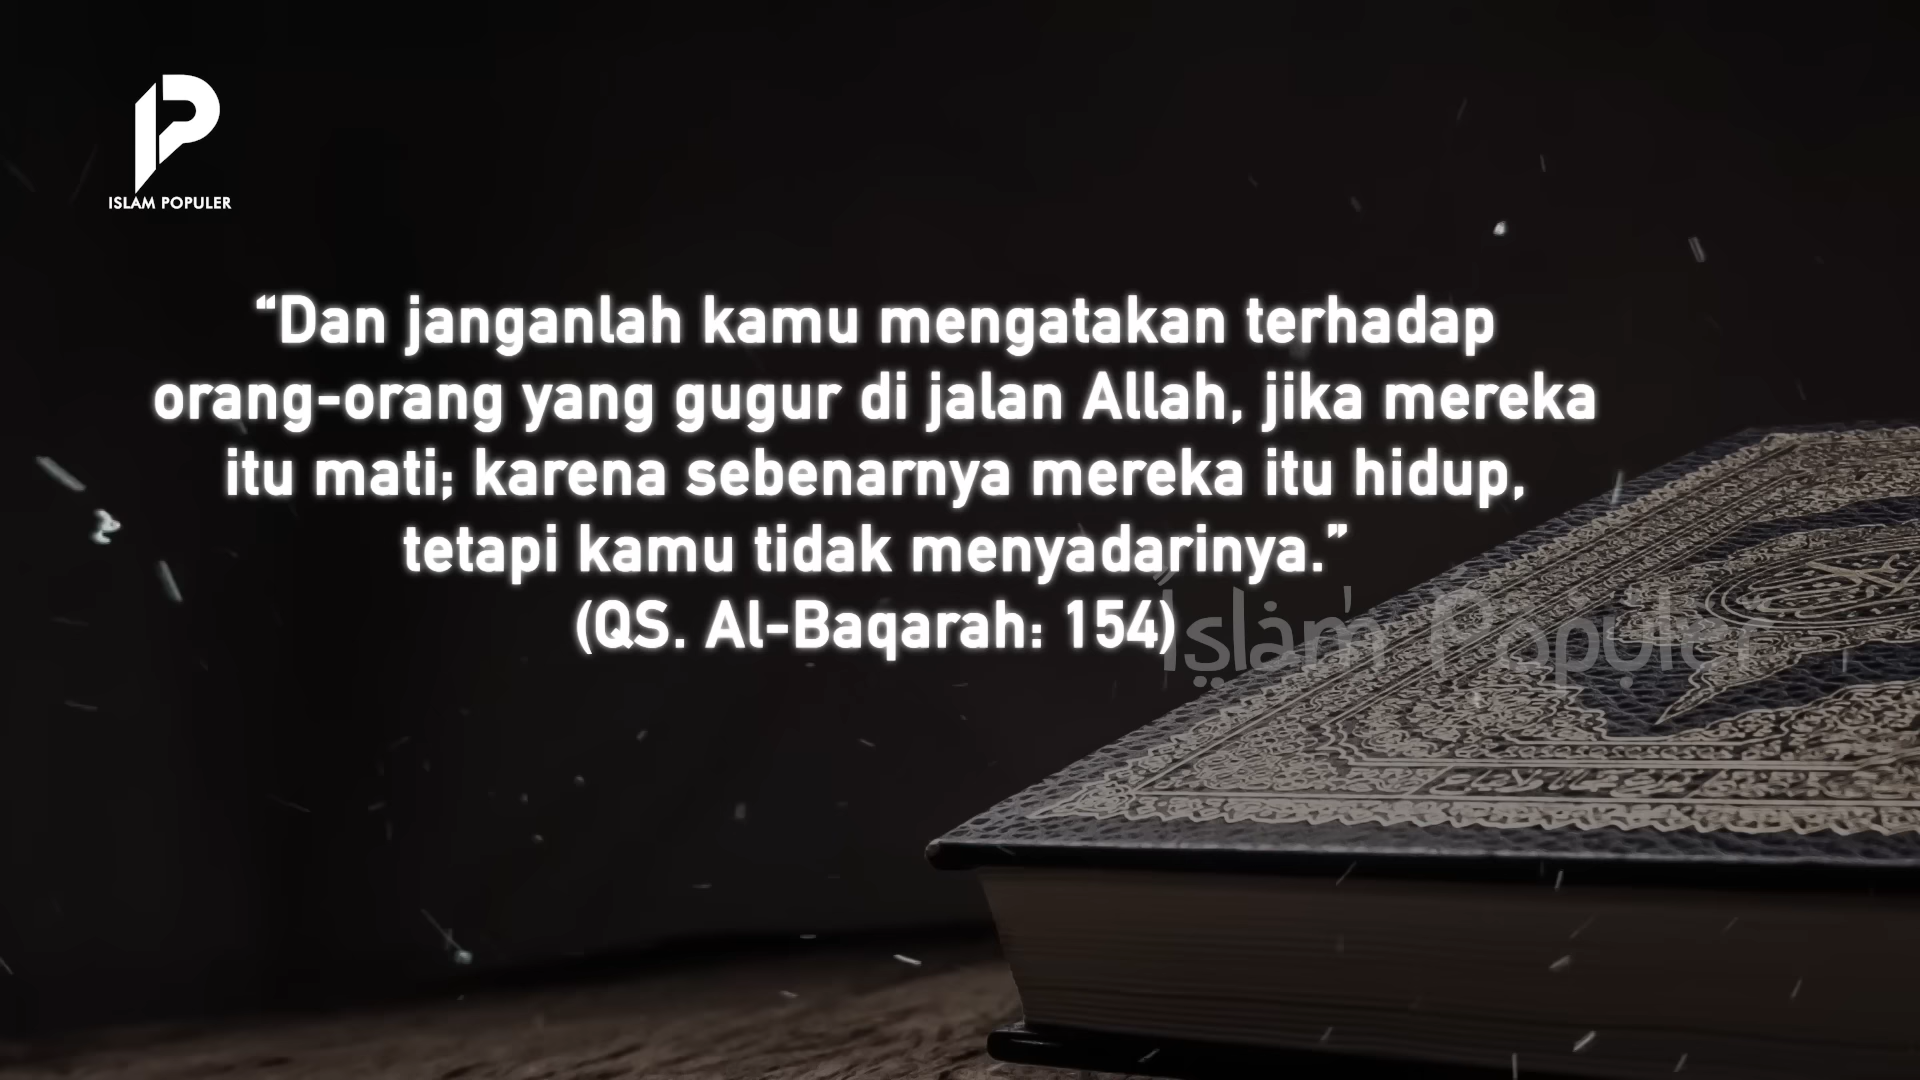 ISLAM POPULER
“Dan janganlah kamu mengatakan terhadap
orang-orang yang gugur di jalan Allah, jika mereka
itu mati; karena sebenarnya mereka itu hidup,
tetapi kamu tidak menyadarinya.”
(QS. Al-Baqarah: 154)
Islam Populer